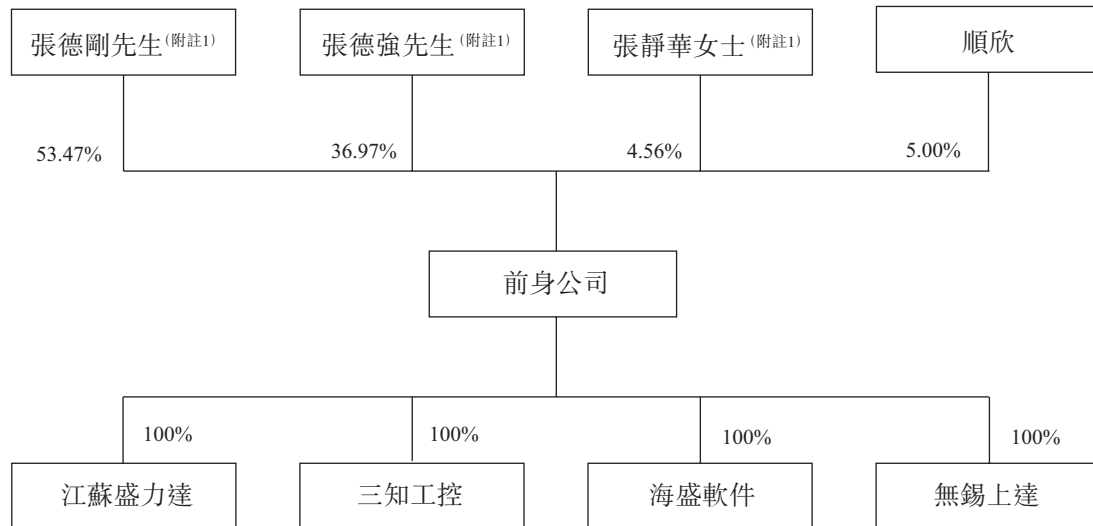 張德剛先生(附註1)
張德強先生(附註1)
張靜華女士(附註1)
順欣
53.47%
36.97%
4.56%
5.00%
前身公司
100%
100%
100%
100%
江蘇盛力達
三知工控
海盛軟件
無錫上達